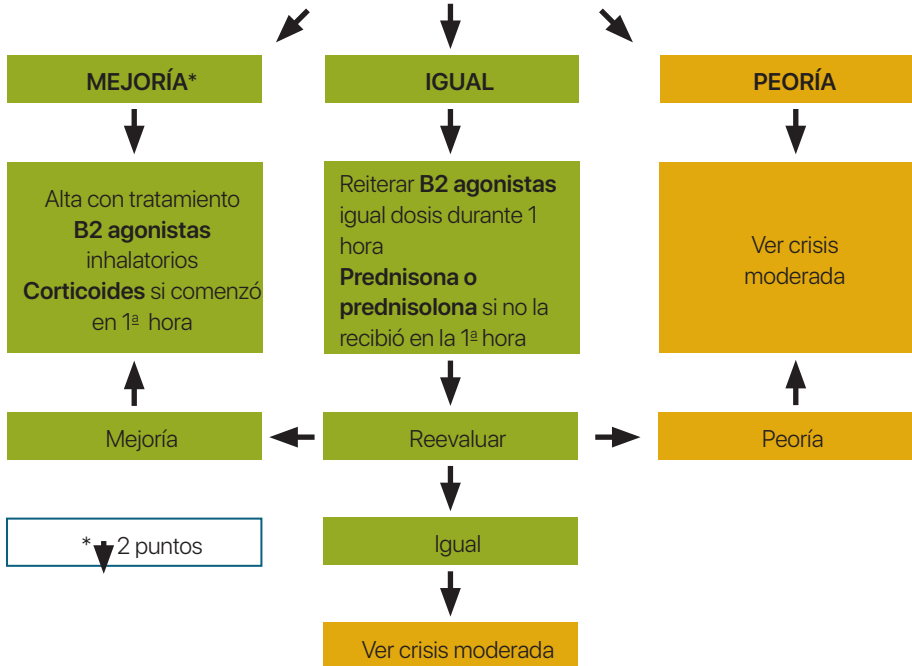 MEJORÍA*
IGUAL
PEORÍA
Alta con tratamiento
B2 agonistas
inhalatorios
Corticoides si comenzó
en 1ª hora
Reiterar B2 agonistas
igual dosis durante 1
hora
Prednisona o
prednisolona si no la
recibió en la 1ª hora
Ver crisis
moderada
Mejoría
Reevaluar
Peoría
* 2 puntos
Igual
Ver crisis moderada